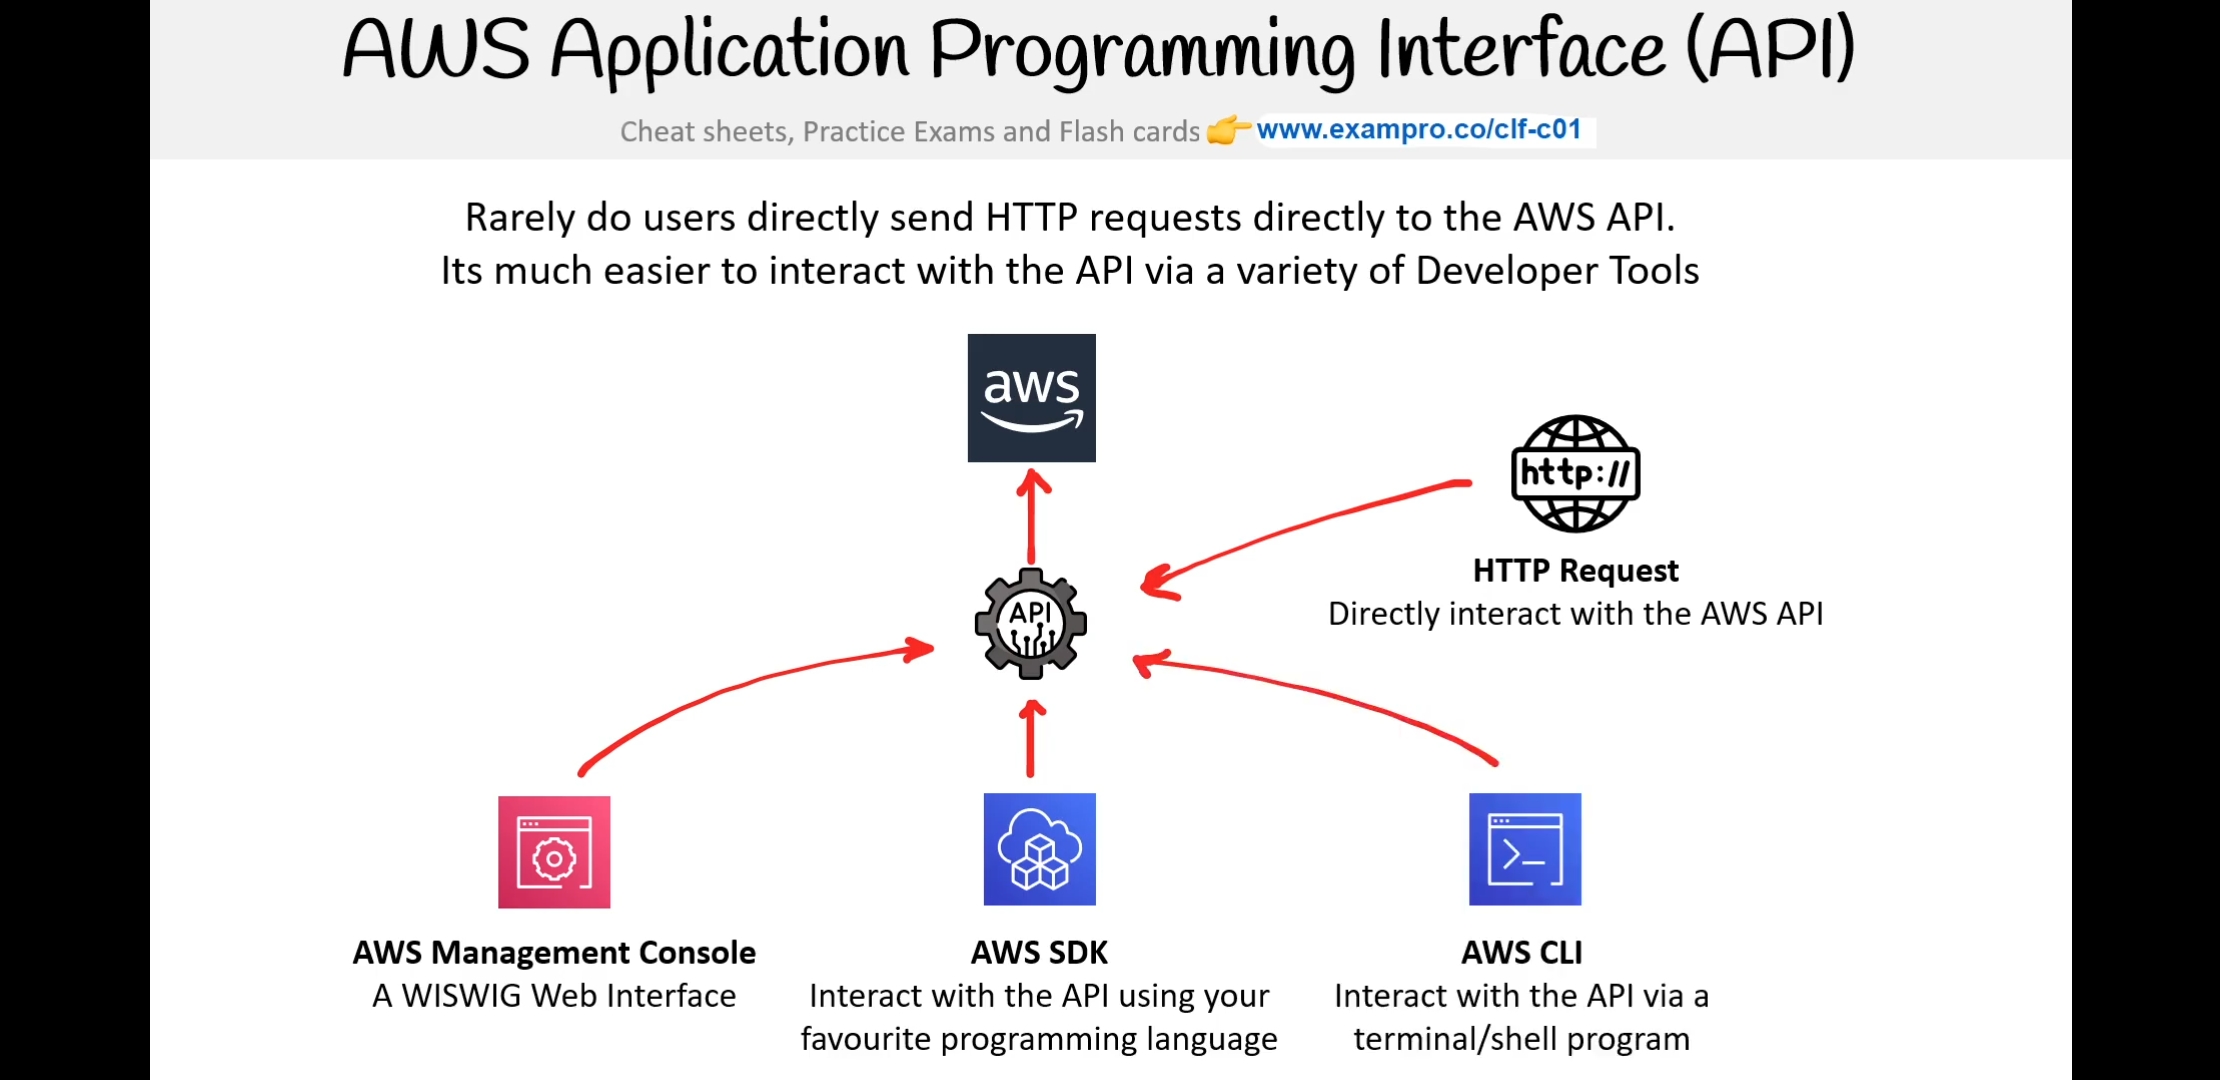 AWS Application Programming Interface (API)
Cheat sheets, Practice Exams and Flash cards 👉 www.exampro.co/clf-c01
Rarely do users directly send HTTP requests directly to the AWS API.
Its much easier to interact with the API via a variety of Developer Tools
aws
http://
HTTP Request
Directly interact with the AWS API
API
AWS Management Console
A WISWIG Web Interface
AWS SDK
Interact with the API using your
favourite programming language
AWS CLI
Interact with the API via a
terminal/shell program